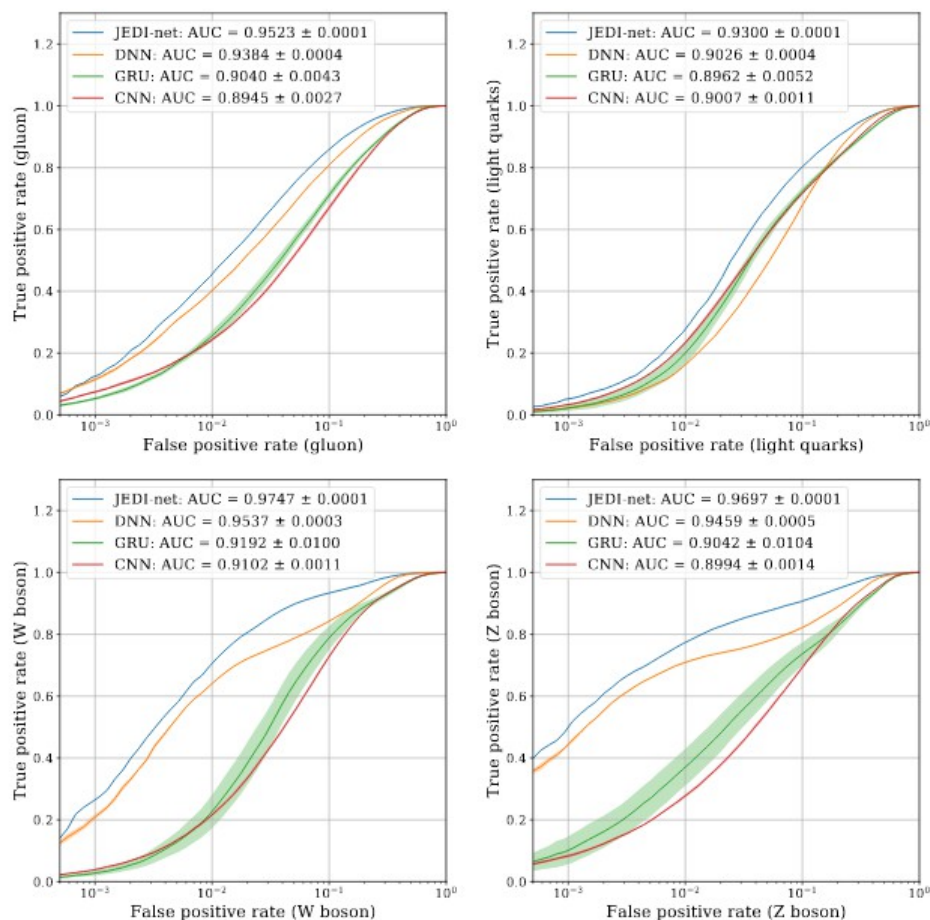 JEDI-net: AUC = 0.9523 ± 0.0001
DNN: AUC = 0.9384 ± 0.0004
GRU: AUC = 0.9040 ± 0.0043
CNN: AUC = 0.8945 ± 0.0027
1.2
1.0
0.8
0.6
0.4
0.2
0.0
True positive rate (gluon)
10⁻³
10⁻²
10⁻¹
10⁰
False positive rate (gluon)
JEDI-net: AUC = 0.9300 ± 0.0001
DNN: AUC = 0.9026 ± 0.0004
GRU: AUC = 0.8962 ± 0.0052
CNN: AUC = 0.9007 ± 0.0011
1.2
1.0
0.8
0.6
0.4
0.2
0.0
True positive rate (light quarks)
10⁻³
10⁻²
10⁻¹
10⁰
False positive rate (light quarks)
JEDI-net: AUC = 0.9747 ± 0.0001
DNN: AUC = 0.9537 ± 0.0003
GRU: AUC = 0.9192 ± 0.0100
CNN: AUC = 0.9102 ± 0.0011
1.2
1.0
0.8
0.6
0.4
0.2
0.0
True positive rate (W boson)
10⁻³
10⁻²
10⁻¹
10⁰
False positive rate (W boson)
JEDI-net: AUC = 0.9697 ± 0.0001
DNN: AUC = 0.9459 ± 0.0005
GRU: AUC = 0.9042 ± 0.0104
CNN: AUC = 0.8994 ± 0.0014
1.2
1.0
0.8
0.6
0.4
0.2
0.0
True positive rate (Z boson)
10⁻³
10⁻²
10⁻¹
10⁰
False positive rate (Z boson)